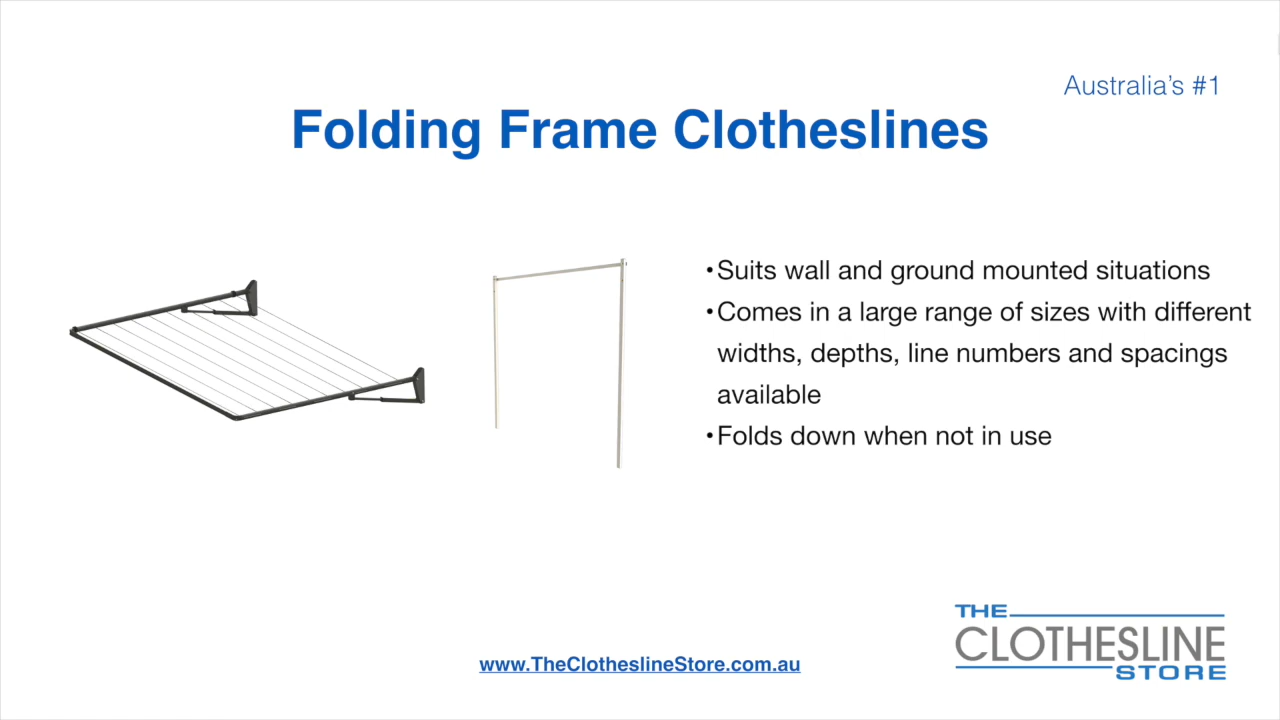 Australia’s #1
Folding Frame Clotheslines
•Suits wall and ground mounted situations
•Comes in a large range of sizes with different
widths, depths, line numbers and spacings
available
•Folds down when not in use
THE
CLOTHESLINE
STORE
www.TheClotheslineStore.com.au